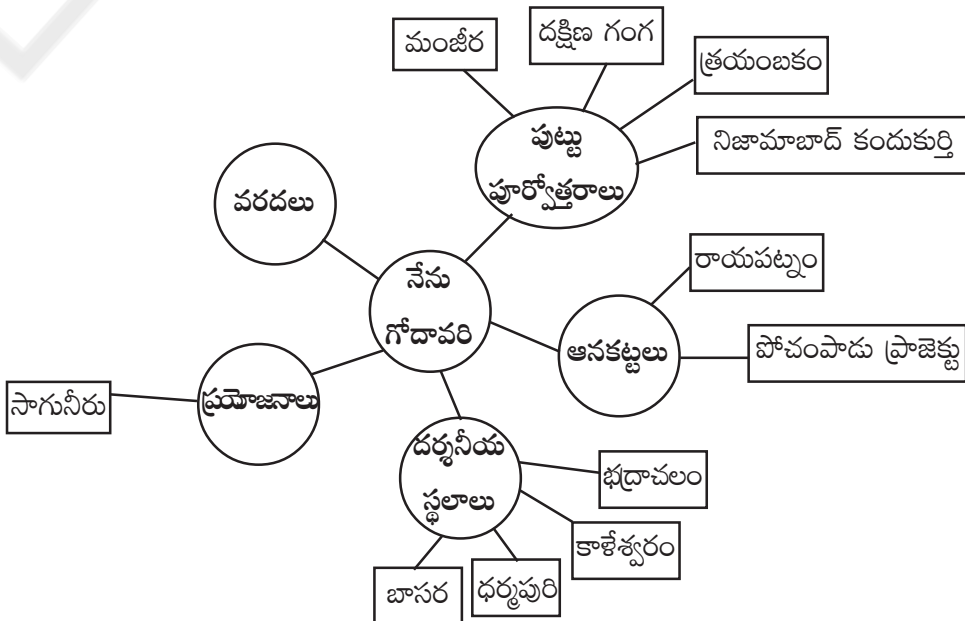 మంజీర
దక్షిణ గంగ
త్రయంబకం
నిజామాబాద్ కందుకుర్తి
పుట్టు
పూర్వోత్తరాలు
వరదలు
నేను
గోదావరి
రాయపట్నం
ఆనకట్టలు
పోచంపాడు ప్రాజెక్టు
ప్రయోజనాలు
సాగునీరు
దర్శనీయ
స్థలాలు
భద్రాచలం
కాళేశ్వరం
ధర్మపురి
బాసర